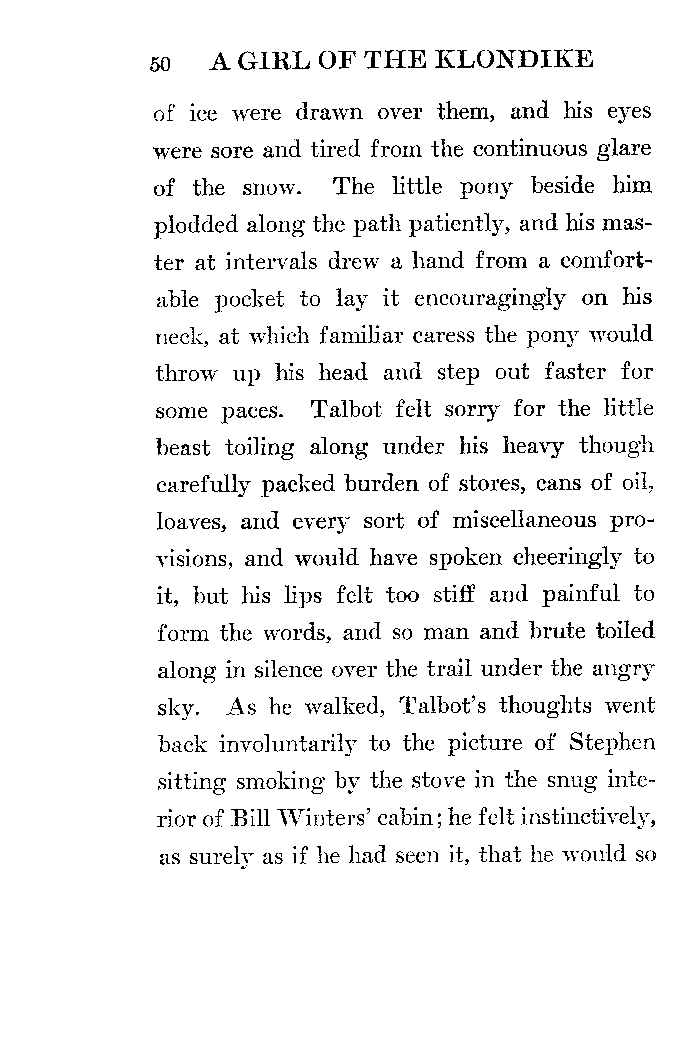 50 A GIRL OF THE KLONDIKE
of ice were drawn over them, and his eyes
were sore and tired from the continuous glare
of the snow. The little pony beside him
plodded along the path patiently, and his mas-
ter at intervals drew a hand from a comfort-
able pocket to lay it encouragingly on his
neck, at which familiar caress the pony would
throw up his head and step out faster for
some paces. Talbot felt sorry for the little
beast toiling along under his heavy though
carefully packed burden of stores, cans of oil,
loaves, and every sort of miscellaneous pro-
visions, and would have spoken cheeringly to
it, but his lips felt too stiff and painful to
form the words, and so man and brute toiled
along in silence over the trail under the angry
sky. As he walked, Talbot's thoughts went
back involuntarily to the picture of Stephen
sitting smoking by the stove in the snug inte-
rior of Bill Winters' cabin; he felt instinctively,
as surely as if he had seen it, that he would so